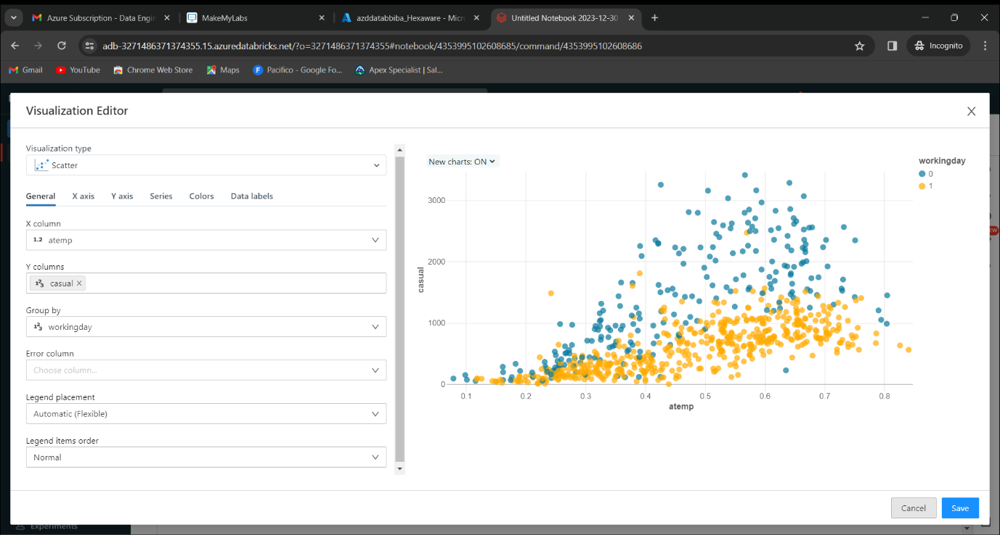 Azure Subscription - Data Engin
MakeMyLabs
azddatabbiba_Hexaware - Micr
Untitled Notebook 2023-12-30
adb-3271486371374355.15.azuredatabricks.net/?o=3271486371374355#notebook/4353995102608685/command/4353995102608686
Incognito
Gmail
YouTube
Chrome Web Store
Maps
Pacifico - Google Fo...
Apex Specialist | Sal...
Visualization Editor
Visualization type
Scatter
General
X axis
Y axis
Series
Colors
Data labels
X column
1.2 atemp
Y columns
123 casual
Group by
123 workingday
Error column
Choose column...
Legend placement
Automatic (Flexible)
Legend items order
Normal
New charts: ON
workingday
0
1
3000
2000
1000
0
casual
0.1 0.2 0.3 0.4 0.5 0.6 0.7 0.8
atemp
Cancel
Save
Experiments